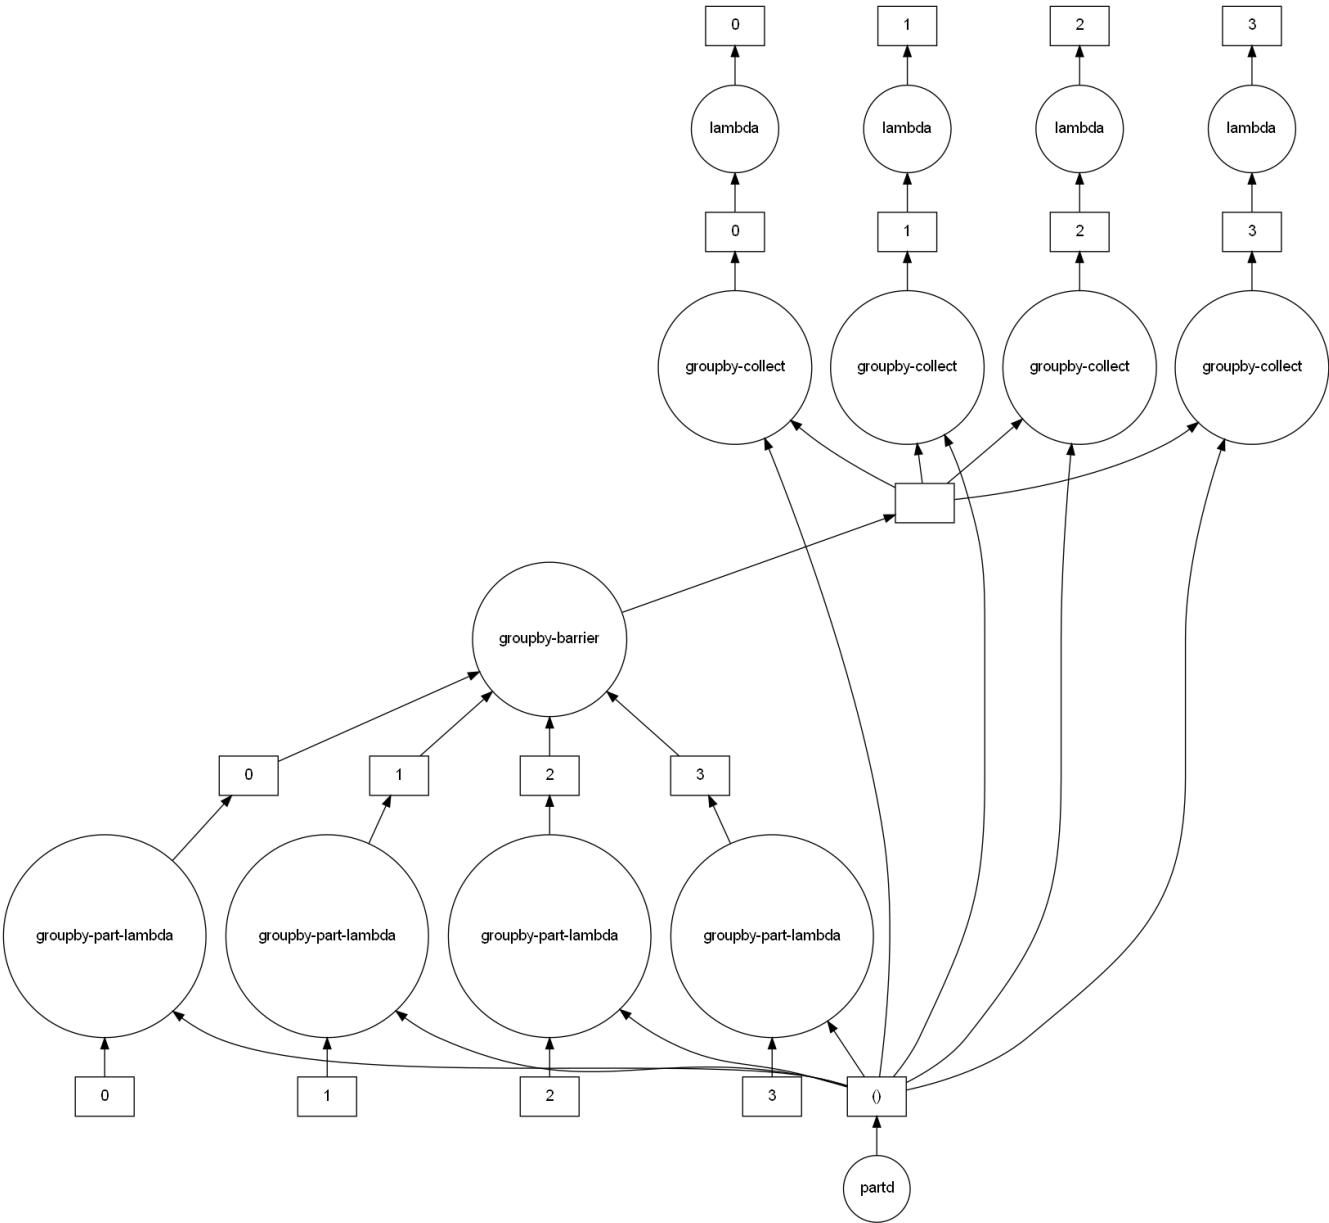 0 1 2 3
lambda lambda lambda lambda
0 1 2 3
groupby-collect groupby-collect groupby-collect groupby-collect
groupby-barrier
0 1 2 3
groupby-part-lambda groupby-part-lambda groupby-part-lambda groupby-part-lambda
0 1 2 3 ()
partd